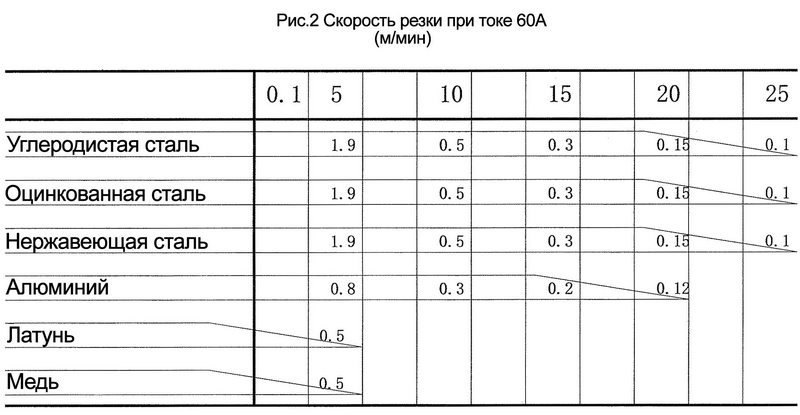 Рис.2 Скорость резки при токе 60А
(м/мин)
0.1 5 10 15 20 25
Углеродистая сталь 1.9 0.5 0.3 0.15 0.1
Оцинкованная сталь 1.9 0.5 0.3 0.15 0.1
Нержавеющая сталь 1.9 0.5 0.3 0.15 0.1
Алюминий 0.8 0.3 0.2 0.12
Латунь 0.5
Медь 0.5